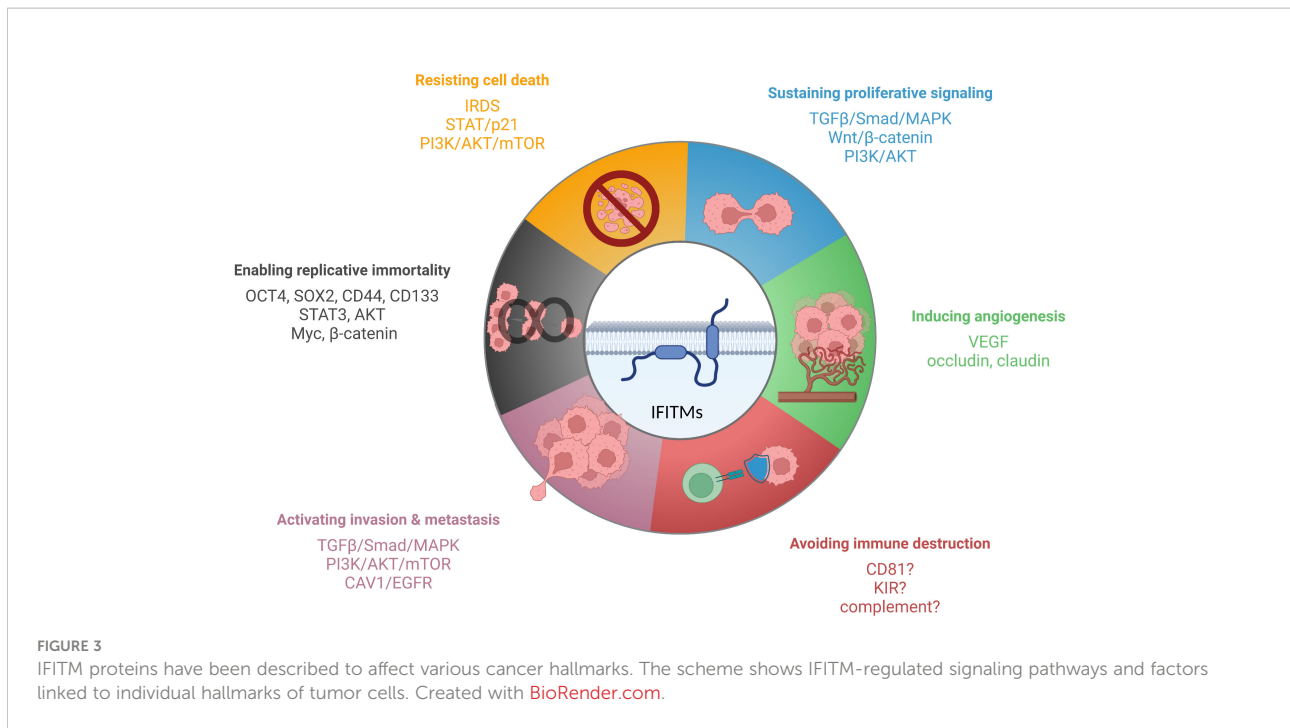 Resisting cell death
IRDS
STAT/p21
PI3K/AKT/mTOR
Sustaining proliferative signaling
TGFβ/Smad/MAPK
Wnt/β-catenin
PI3K/AKT
Enabling replicative immortality
OCT4, SOX2, CD44, CD133
STAT3, AKT
Myc, β-catenin
Inducing angiogenesis
VEGF
occludin, claudin
IFITMs
Activating invasion & metastasis
TGFβ/Smad/MAPK
PI3K/AKT/mTOR
CAV1/EGFR
Avoiding immune destruction
CD81?
KIR?
complement?
FIGURE 3
IFITM proteins have been described to affect various cancer hallmarks. The scheme shows IFITM-regulated signaling pathways and factors
linked to individual hallmarks of tumor cells. Created with BioRender.com.